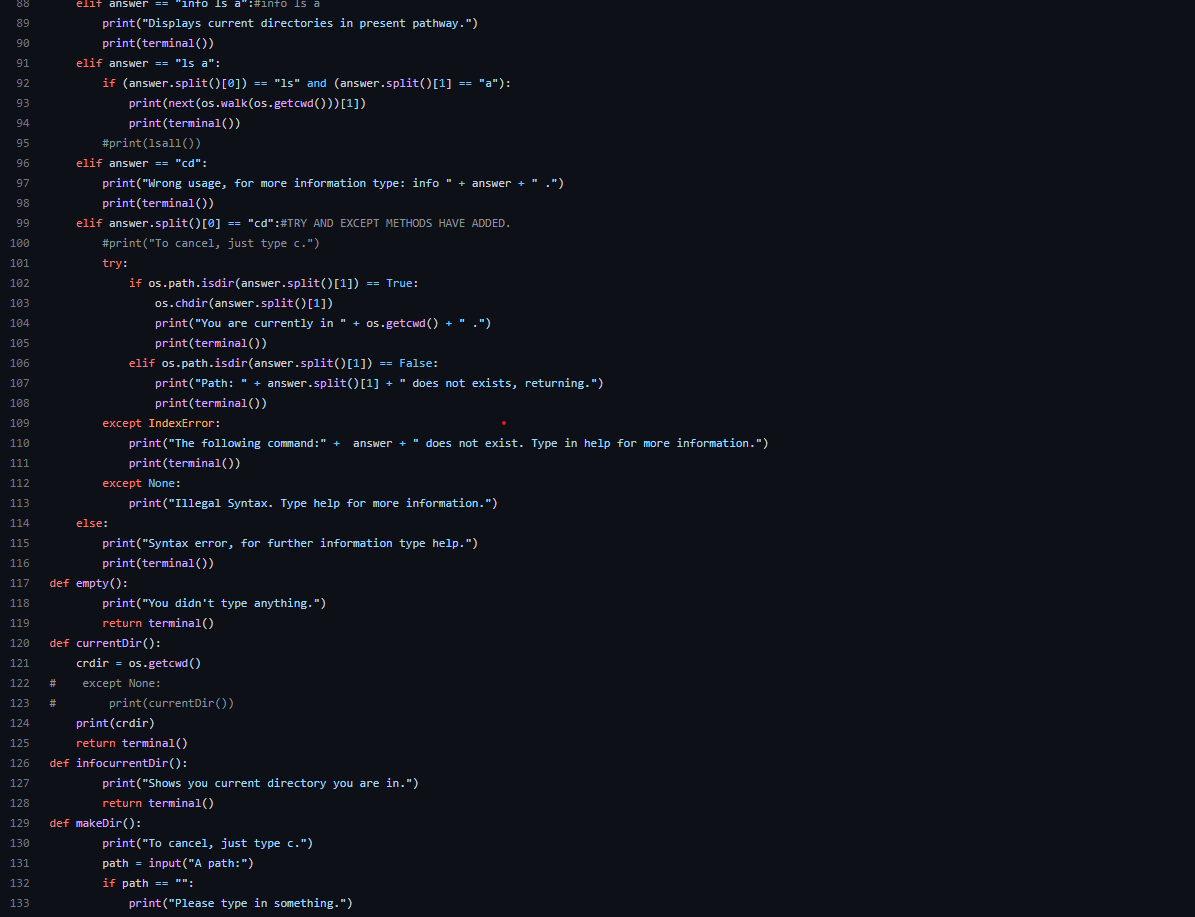 88 elif answer == "info ls a":#info ls a
89 print("Displays current directories in present pathway.")
90 print(terminal())
91 elif answer == "ls a":
92 if (answer.split()[0]) == "ls" and (answer.split()[1] == "a"):
93 print(next(os.walk(os.getcwd()))[1])
94 print(terminal())
95 #print(lsall())
96 elif answer == "cd":
97 print("Wrong usage, for more information type: info " + answer + " .")
98 print(terminal())
99 elif answer.split()[0] == "cd":#TRY AND EXCEPT METHODS HAVE ADDED.
100 #print("To cancel, just type c.")
101 try:
102 if os.path.isdir(answer.split()[1]) == True:
103 os.chdir(answer.split()[1])
104 print("You are currently in " + os.getcwd() + " .")
105 print(terminal())
106 elif os.path.isdir(answer.split()[1]) == False:
107 print("Path: " + answer.split()[1] + " does not exists, returning.")
108 print(terminal())
109 except IndexError:
110 print("The following command:" +  answer + " does not exist. Type in help for more information.")
111 print(terminal())
112 except None:
113 print("Illegal Syntax. Type help for more information.")
114 else:
115 print("Syntax error, for further information type help.")
116 print(terminal())
117 def empty():
118 print("You didn't type anything.")
119 return terminal()
120 def currentDir():
121 crdir = os.getcwd()
122 #    except None:
123 #        print(currentDir())
124 print(crdir)
125 return terminal()
126 def infocurrentDir():
127 print("Shows you current directory you are in.")
128 return terminal()
129 def makeDir():
130 print("To cancel, just type c.")
131 path = input("A path:")
132 if path == "":
133 print("Please type in something.")